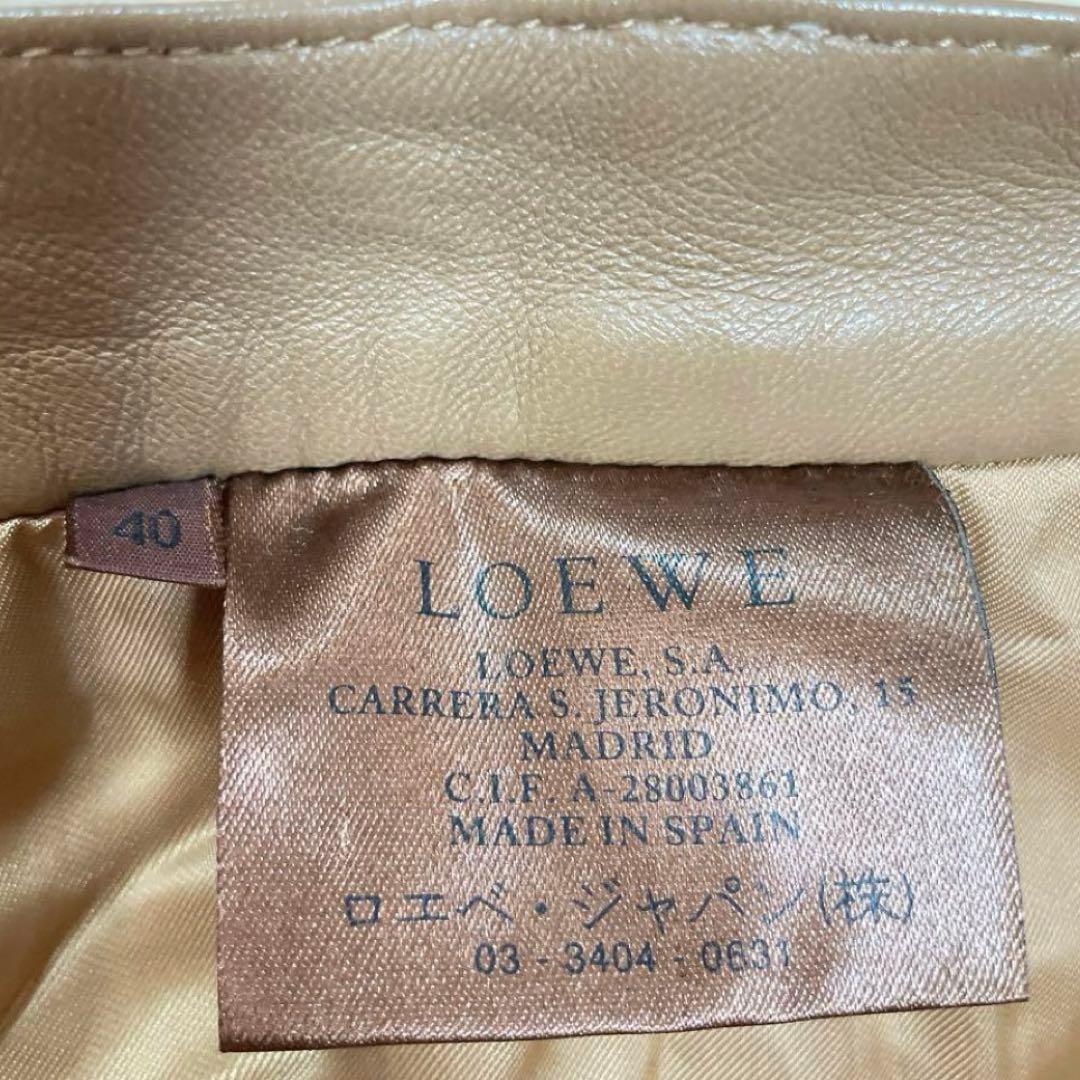 40
LOEWE
LOEWE, S.A.
CARRERA S. JERONIMO, 15
MADRID
C.I.F. A-28003861
MADE IN SPAIN
ロエベ・ジャパン(株)
03-3404-0631